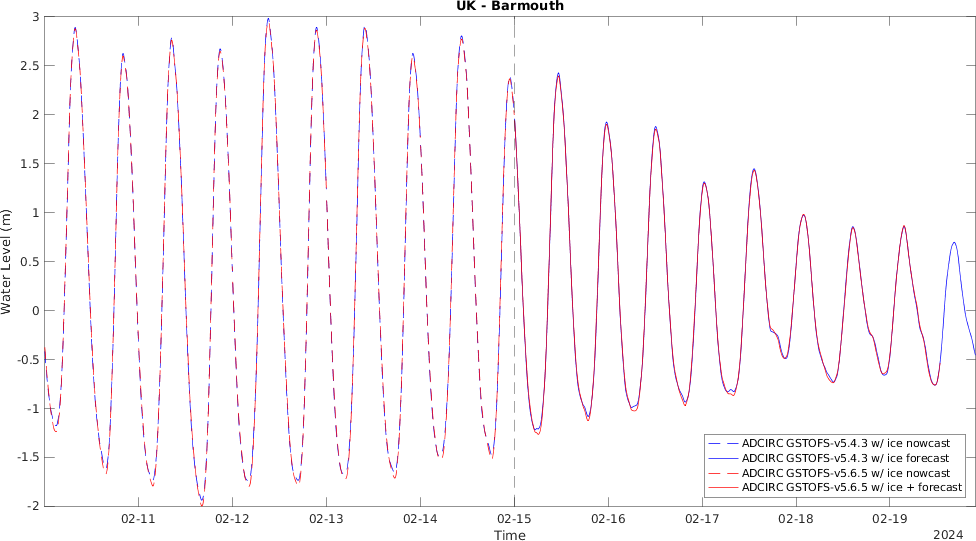 UK - Barmouth
3
2.5
2
1.5
1
0.5
0
-0.5
-1
-1.5
-2
Water Level (m)
ADCIRC GSTOFS-v5.4.3 w/ ice nowcast
ADCIRC GSTOFS-v5.4.3 w/ ice forecast
ADCIRC GSTOFS-v5.6.5 w/ ice nowcast
ADCIRC GSTOFS-v5.6.5 w/ ice + forecast
02-11 02-12 02-13 02-14 02-15 02-16 02-17 02-18 02-19
Time
2024